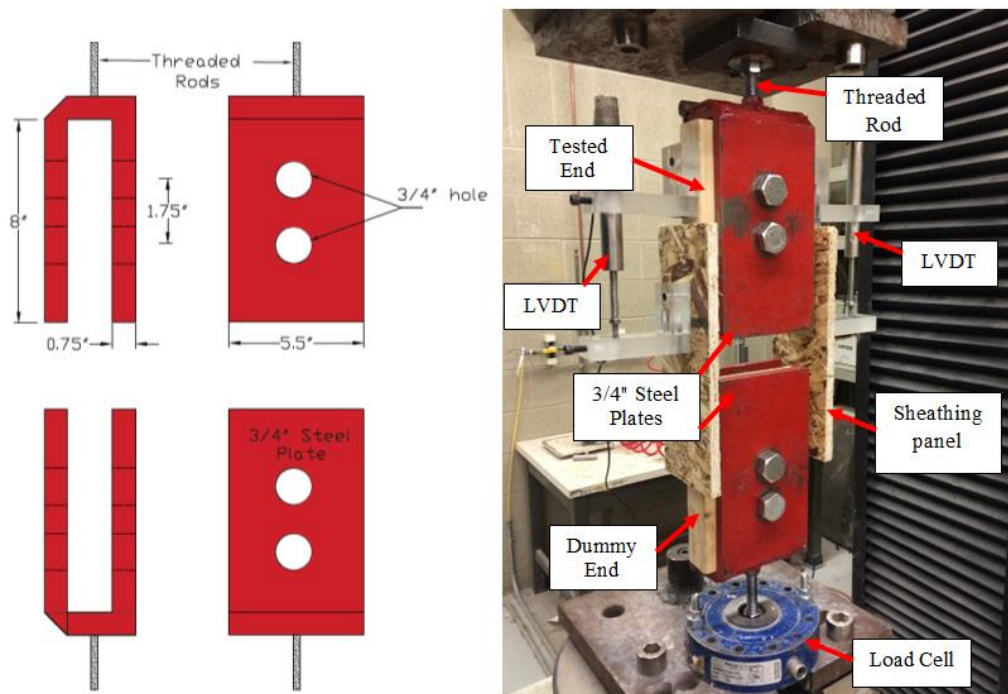 Threaded
Rods
8"
1.75"
3/4" hole
0.75"
5.5"
3/4" Steel
Plate
Threaded
Rod
Tested
End
LVDT
LVDT
3/4" Steel
Plates
Sheathing
panel
Dummy
End
Load Cell